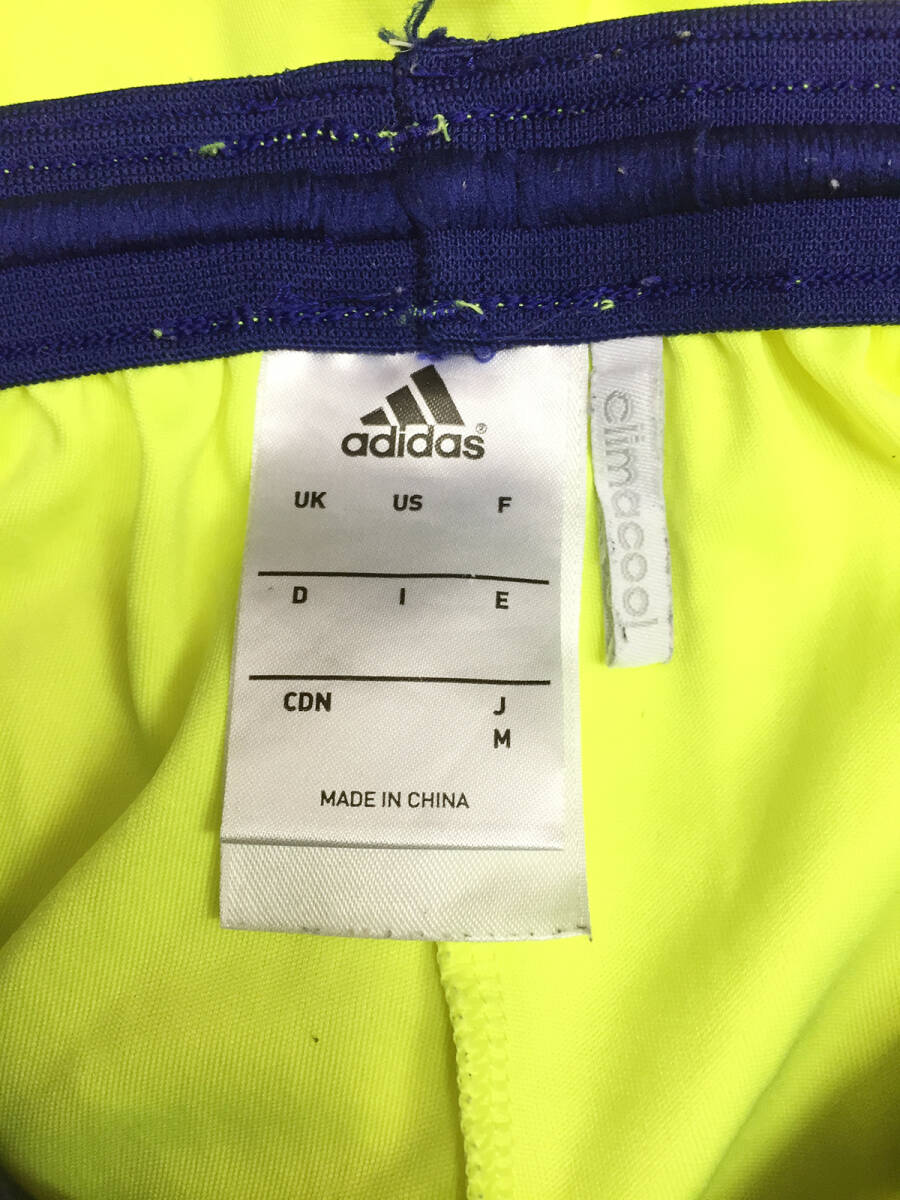 adidas®
UK US F
D I E
CDN J
M
MADE IN CHINA
climacool